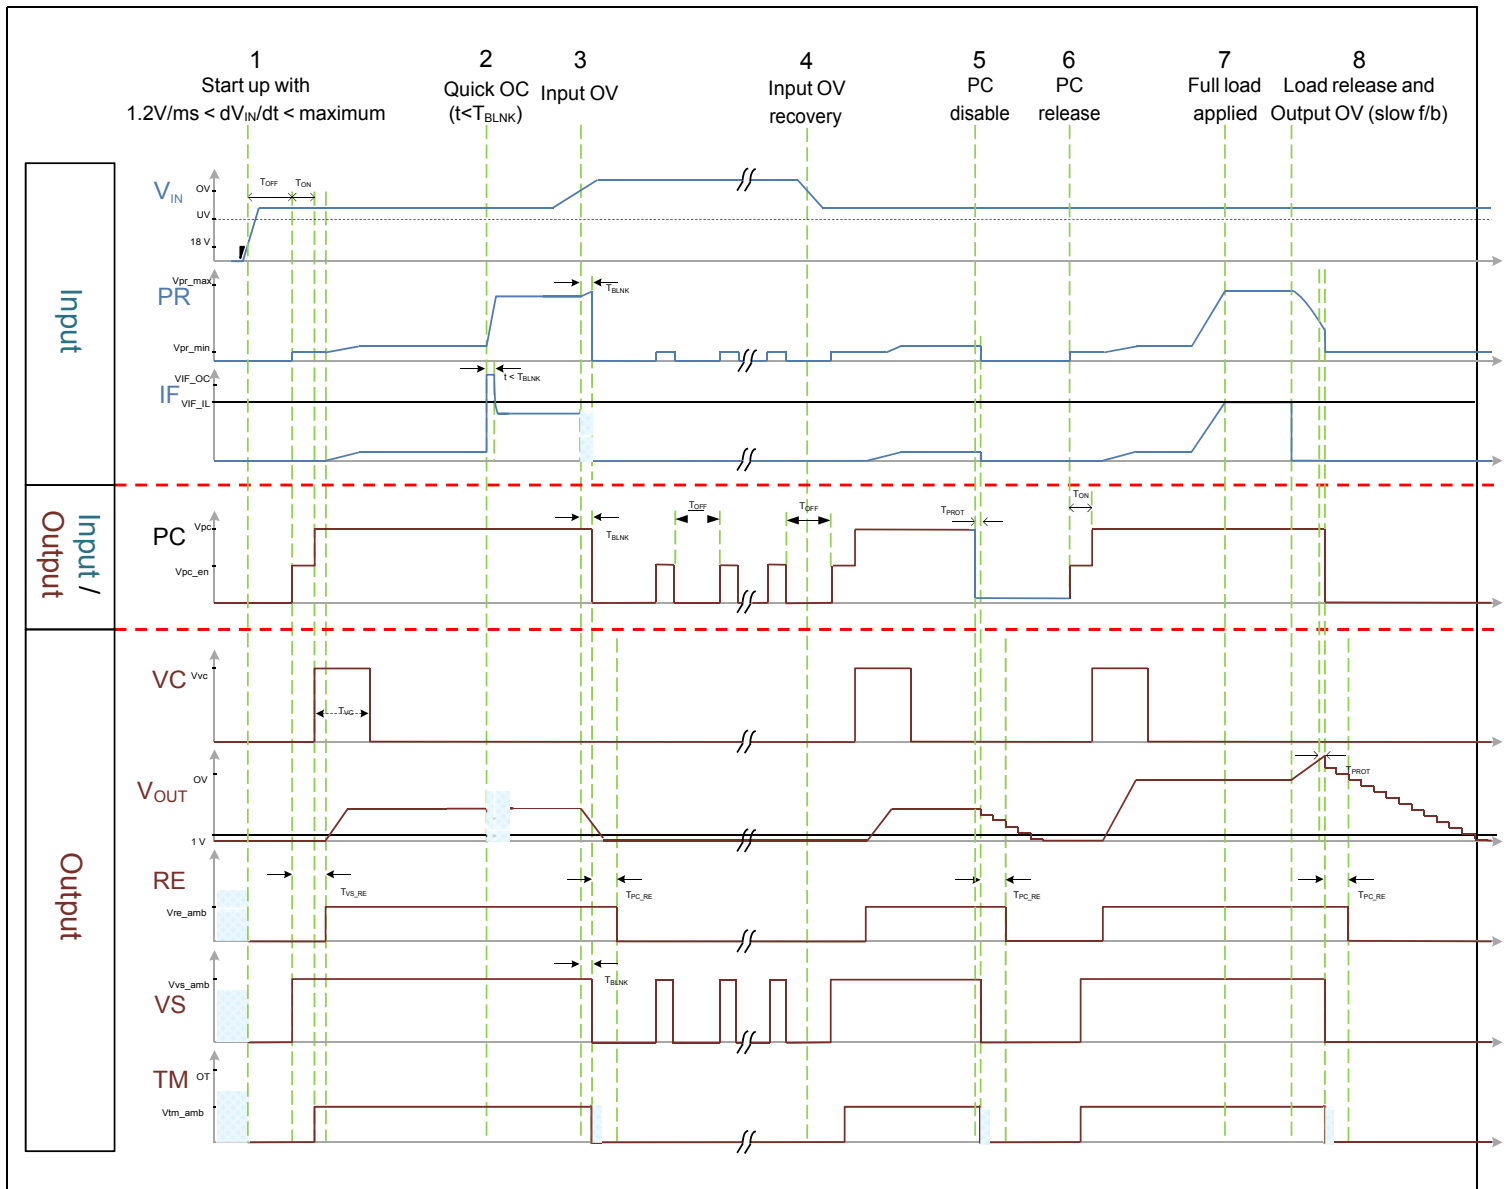 1
Start up with
1.2V/ms < dVIN/dt < maximum
2
Quick OC
(t<TBLNK)
3
Input OV
4
Input OV
recovery
5
PC
disable
6
PC
release
7
Full load
applied
8
Load release and
Output OV (slow f/b)
Input
VIN
OV
UV
18 V
TOFF
TON
PR
Vpr_max
Vpr_min
TBLNK
IF
VIF_OC
VIF_IL
t < TBLNK
Input /
Output
PC
Vpc
Vpc_en
TBLNK
TOFF
TOFF
TPROT
TON
Output
VC
Vvc
TVC
VOUT
OV
1 V
TPROT
RE
Vre_amb
TVS_RE
TPC_RE
TPC_RE
TPC_RE
VS
Vvs_amb
TBLNK
TM
OT
Vtm_amb